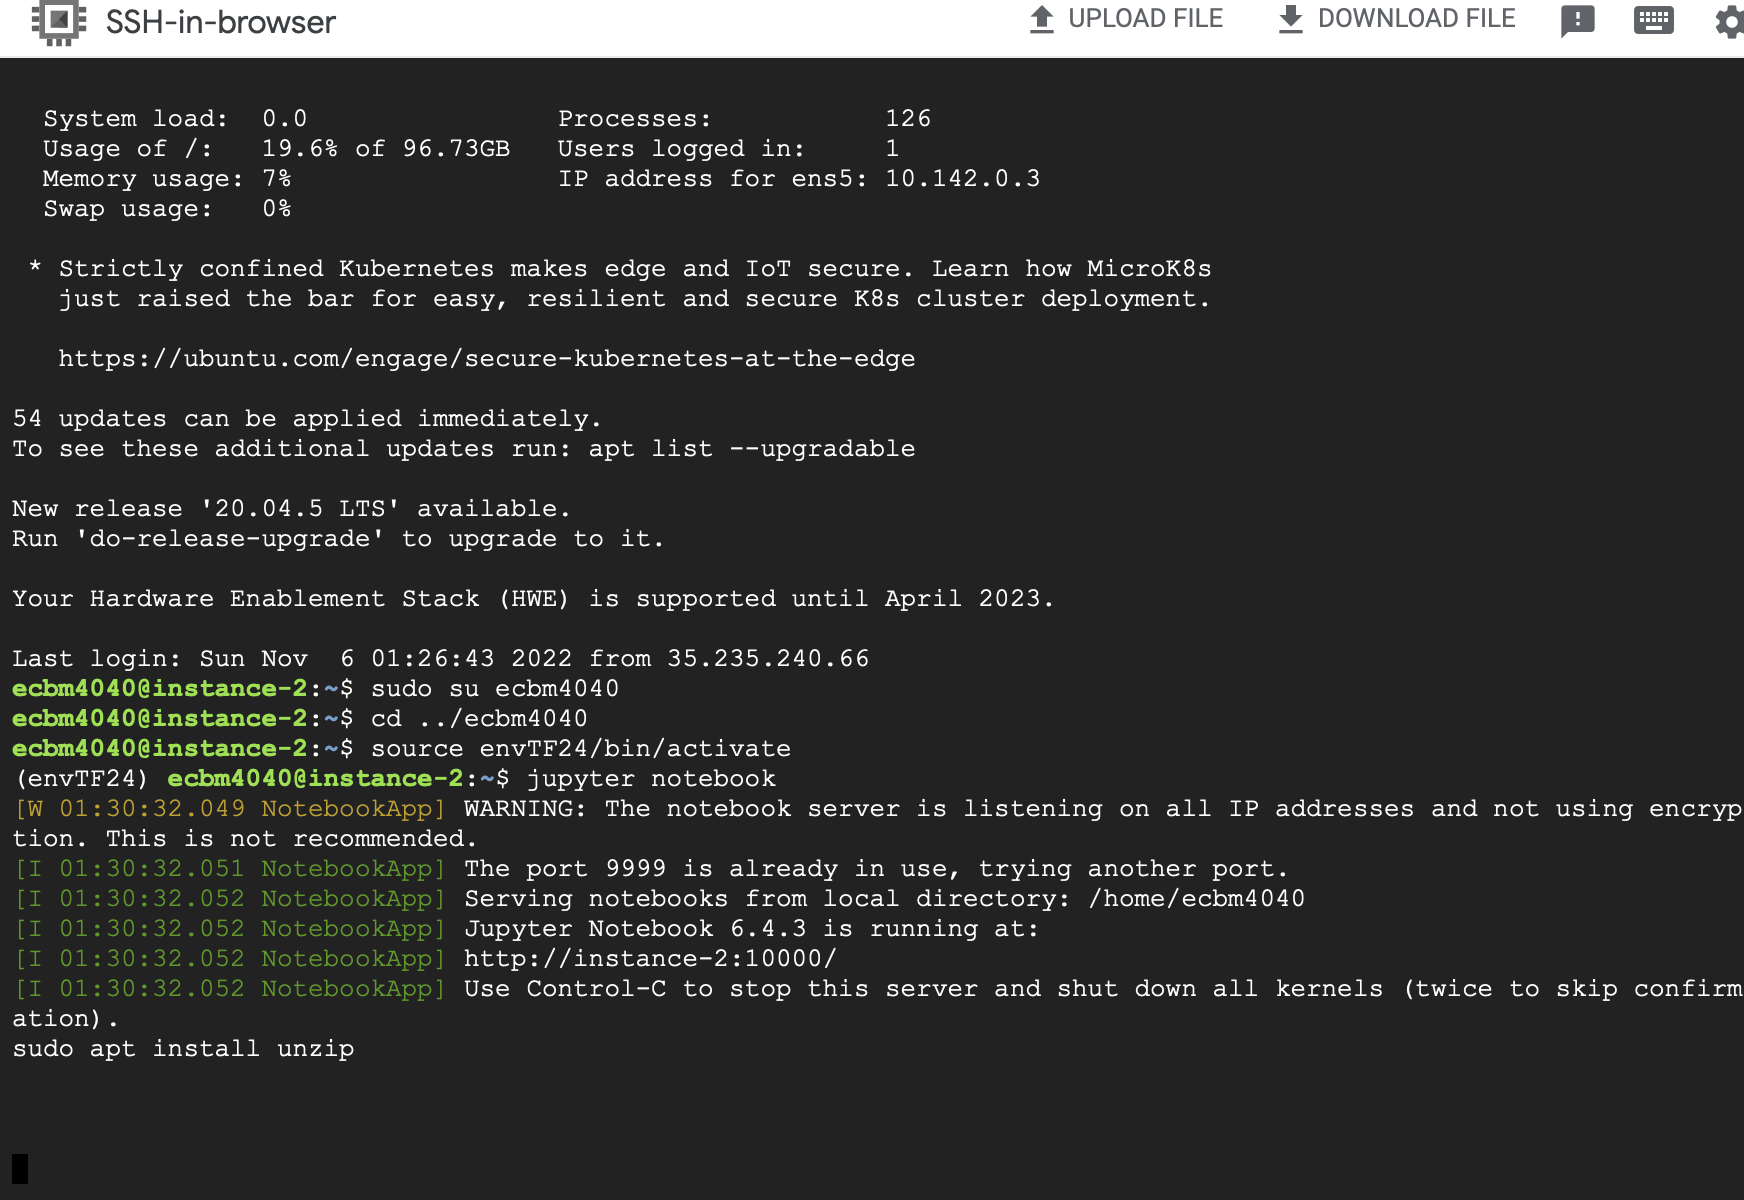 SSH-in-browser UPLOAD FILE DOWNLOAD FILE
System load: 0.0 Processes: 126
Usage of /: 19.6% of 96.73GB Users logged in: 1
Memory usage: 7% IP address for ens5: 10.142.0.3
Swap usage: 0%
* Strictly confined Kubernetes makes edge and IoT secure. Learn how MicroK8s
just raised the bar for easy, resilient and secure K8s cluster deployment.
https://ubuntu.com/engage/secure-kubernetes-at-the-edge
54 updates can be applied immediately.
To see these additional updates run: apt list --upgradable
New release '20.04.5 LTS' available.
Run 'do-release-upgrade' to upgrade to it.
Your Hardware Enablement Stack (HWE) is supported until April 2023.
Last login: Sun Nov  6 01:26:43 2022 from 35.235.240.66
ecbm4040@instance-2:~$ sudo su ecbm4040
ecbm4040@instance-2:~$ cd ../ecbm4040
ecbm4040@instance-2:~$ source envTF24/bin/activate
(envTF24) ecbm4040@instance-2:~$ jupyter notebook
[W 01:30:32.049 NotebookApp] WARNING: The notebook server is listening on all IP addresses and not using encryp
tion. This is not recommended.
[I 01:30:32.051 NotebookApp] The port 9999 is already in use, trying another port.
[I 01:30:32.052 NotebookApp] Serving notebooks from local directory: /home/ecbm4040
[I 01:30:32.052 NotebookApp] Jupyter Notebook 6.4.3 is running at:
[I 01:30:32.052 NotebookApp] http://instance-2:10000/
[I 01:30:32.052 NotebookApp] Use Control-C to stop this server and shut down all kernels (twice to skip confirm
ation).
sudo apt install unzip